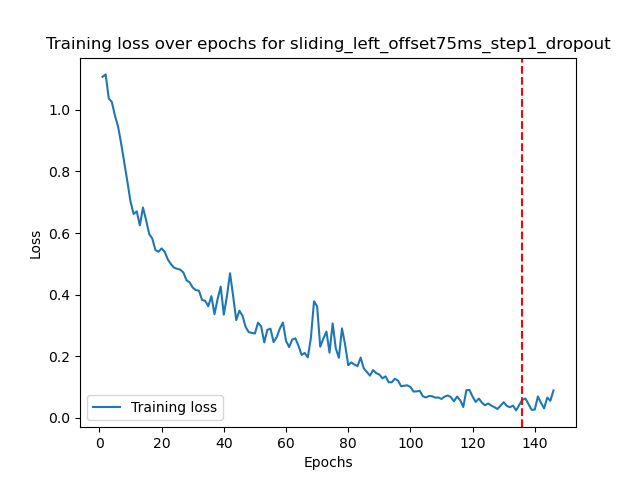 Training loss over epochs for sliding_left_offset75ms_step1_dropout
Loss
1.0
0.8
0.6
0.4
0.2
0.0
Training loss
0 20 40 60 80 100 120 140
Epochs